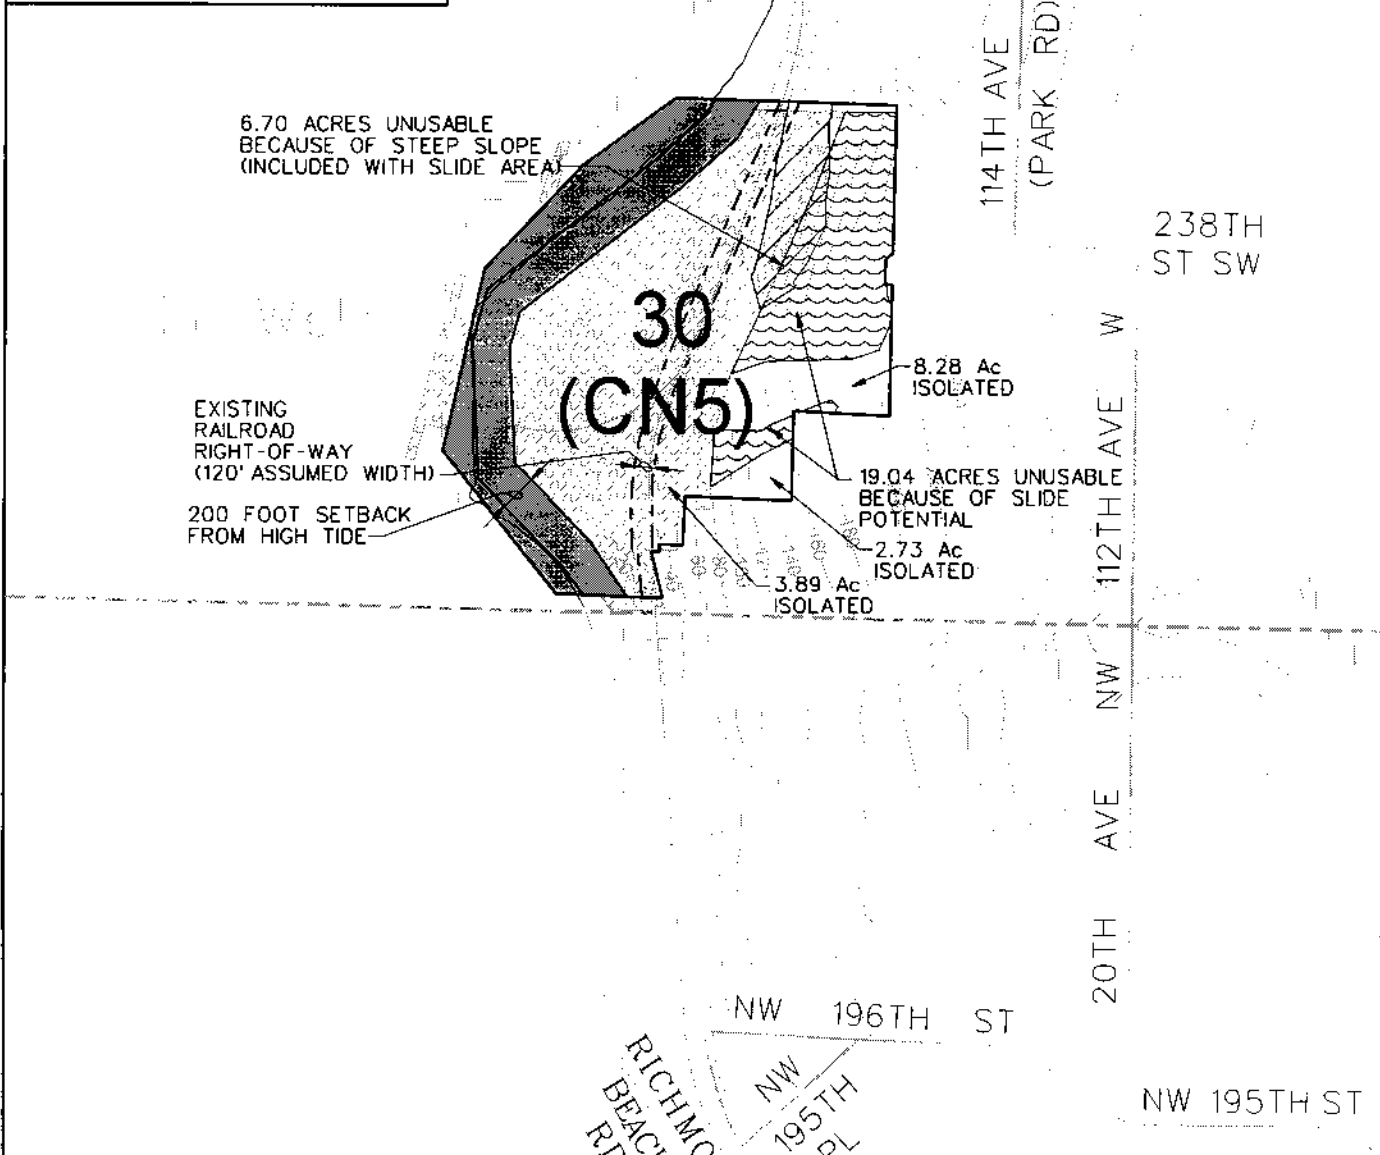 114TH AVE
(PARK RD)
6.70 ACRES UNUSABLE
BECAUSE OF STEEP SLOPE
(INCLUDED WITH SLIDE AREA)
238TH
ST SW
30
(CN5)
8.28 Ac
ISOLATED
EXISTING
RAILROAD
RIGHT-OF-WAY
(120' ASSUMED WIDTH)
200 FOOT SETBACK
FROM HIGH TIDE
19.04 ACRES UNUSABLE
BECAUSE OF SLIDE
POTENTIAL
2.73 Ac
ISOLATED
3.89 Ac
ISOLATED
112TH AVE W
20TH AVE NW
NW 196TH ST
NW
195TH
PL
RICHMO
BEAC
RD
NW 195TH ST